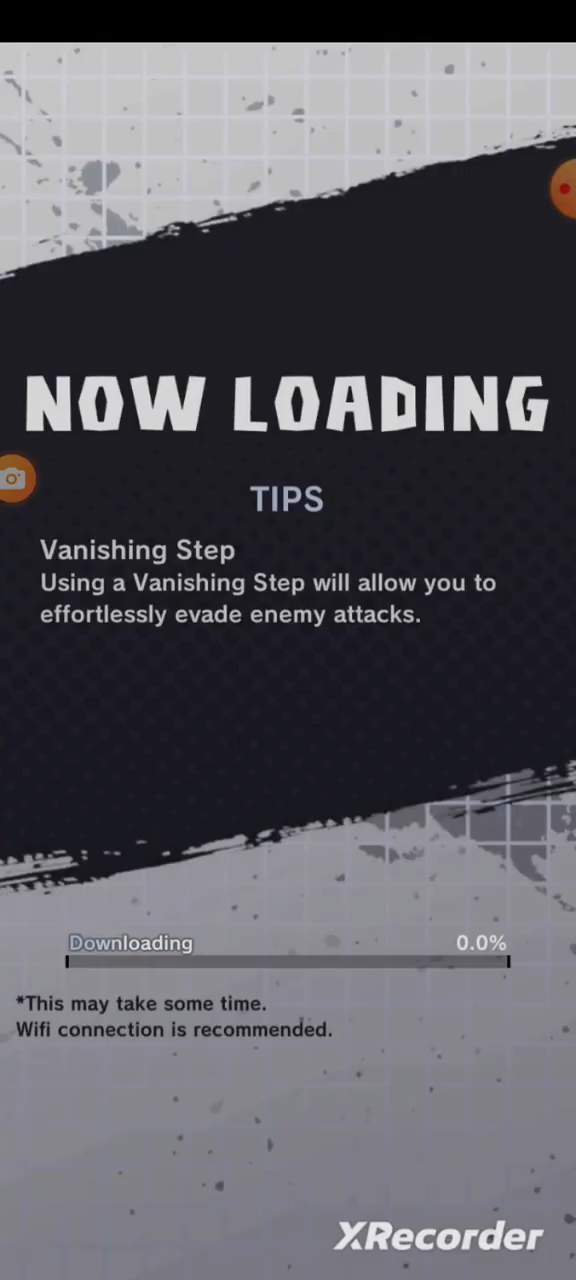 NOW LOADING
TIPS
Vanishing Step
Using a Vanishing Step will allow you to
effortlessly evade enemy attacks.
Downloading 0.0%
*This may take some time.
Wifi connection is recommended.
XRecorder